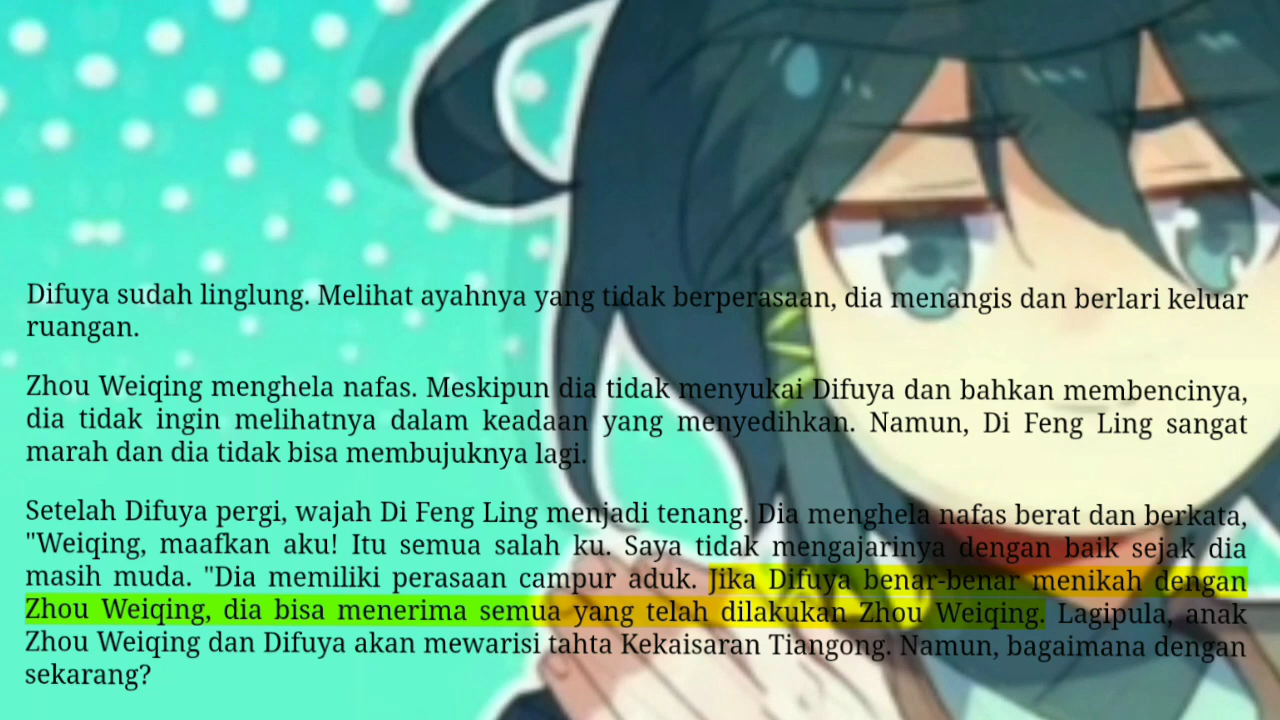 Difuya sudah linglung. Melihat ayahnya yang tidak berperasaan, dia menangis dan berlari keluar
ruangan.
Zhou Weiqing menghela nafas. Meskipun dia tidak menyukai Difuya dan bahkan membencinya,
dia tidak ingin melihatnya dalam keadaan yang menyedihkan. Namun, Di Feng Ling sangat
marah dan dia tidak bisa membujuknya lagi.
Setelah Difuya pergi, wajah Di Feng Ling menjadi tenang. Dia menghela nafas berat dan berkata,
"Weiqing, maafkan aku! Itu semua salah ku. Saya tidak mengajarinya dengan baik sejak dia
masih muda. "Dia memiliki perasaan campur aduk. Jika Difuya benar-benar menikah dengan
Zhou Weiqing, dia bisa menerima semua yang telah dilakukan Zhou Weiqing. Lagipula, anak
Zhou Weiqing dan Difuya akan mewarisi tahta Kekaisaran Tiangong. Namun, bagaimana dengan
sekarang?